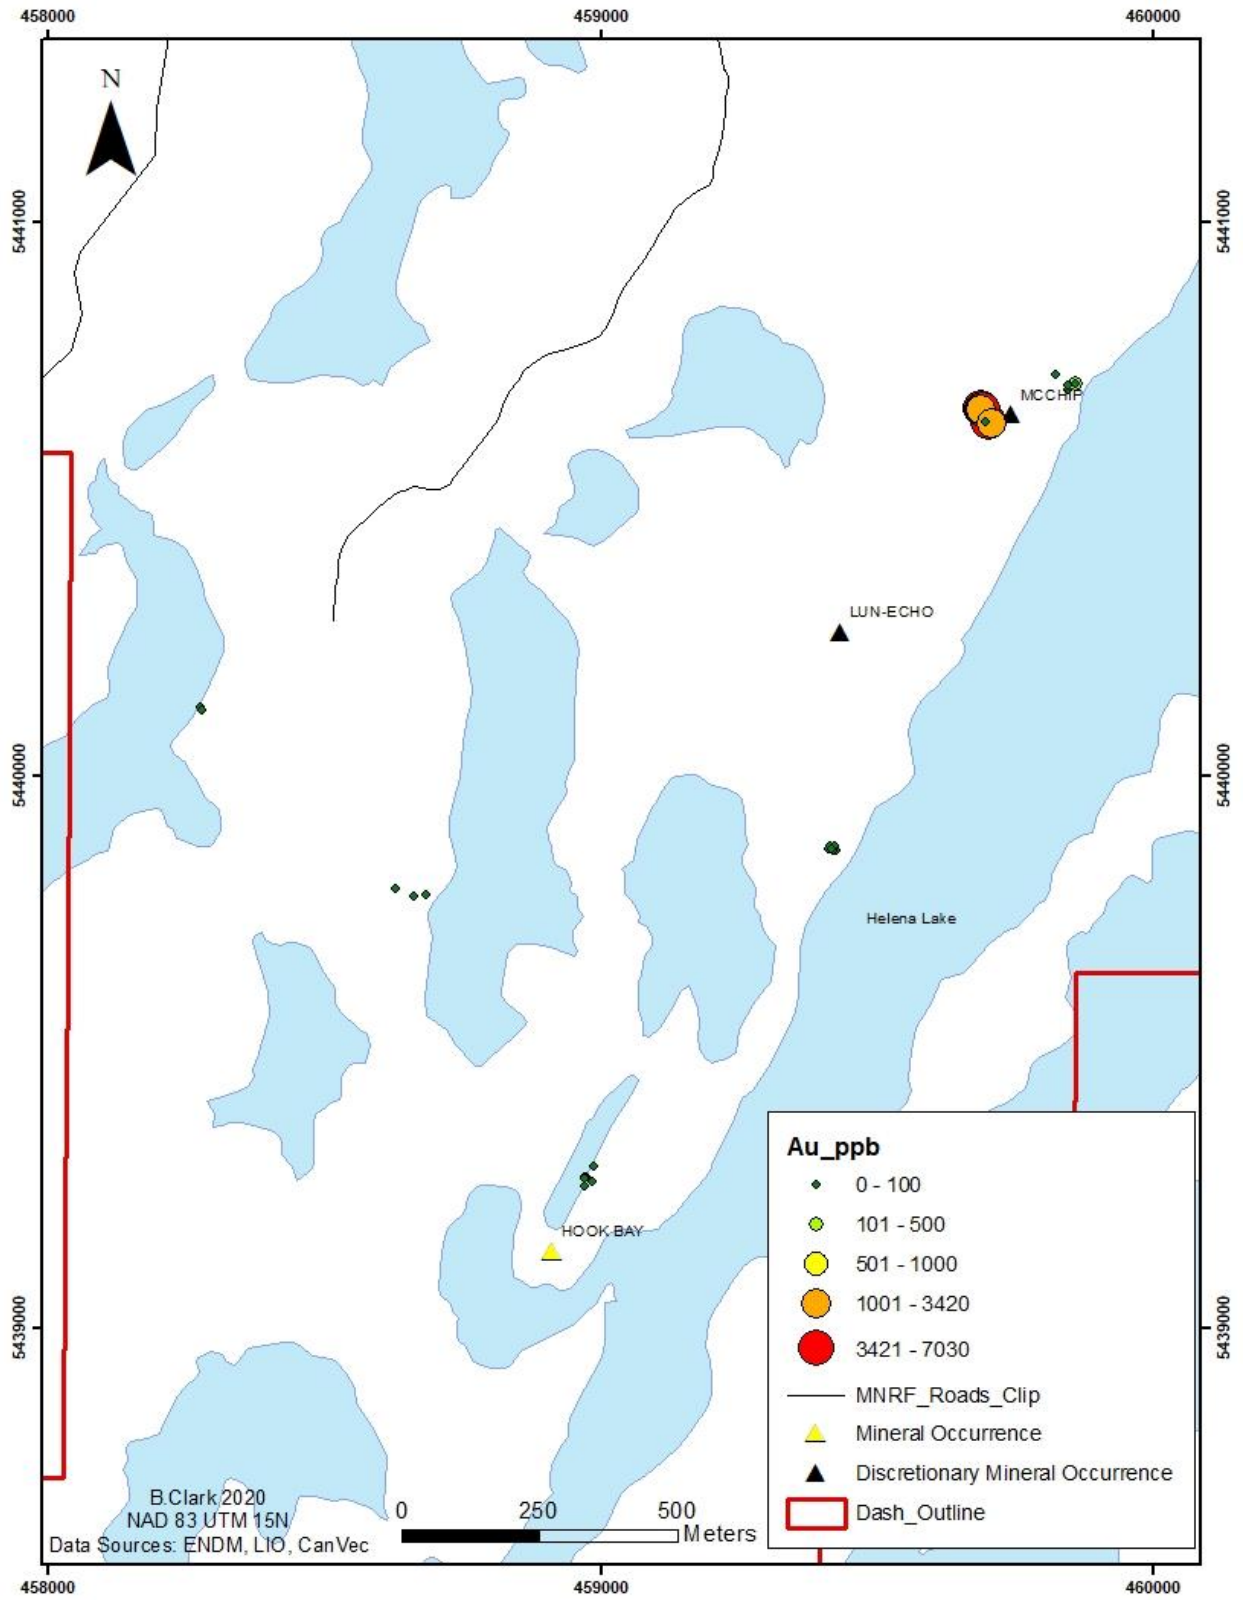 458000
459000
460000
N
5441000
5441000
MCCHIP
LUN-ECHO
5440000
5440000
Helena Lake
HOOK BAY
5439000
5439000
Au_ppb
0 - 100
101 - 500
501 - 1000
1001 - 3420
3421 - 7030
MNRF_Roads_Clip
Mineral Occurrence
Discretionary Mineral Occurrence
Dash_Outline
B.Clark 2020
NAD 83 UTM 15N
Data Sources: ENDM, LIO, CanVec
0 250 500
Meters
458000
459000
460000